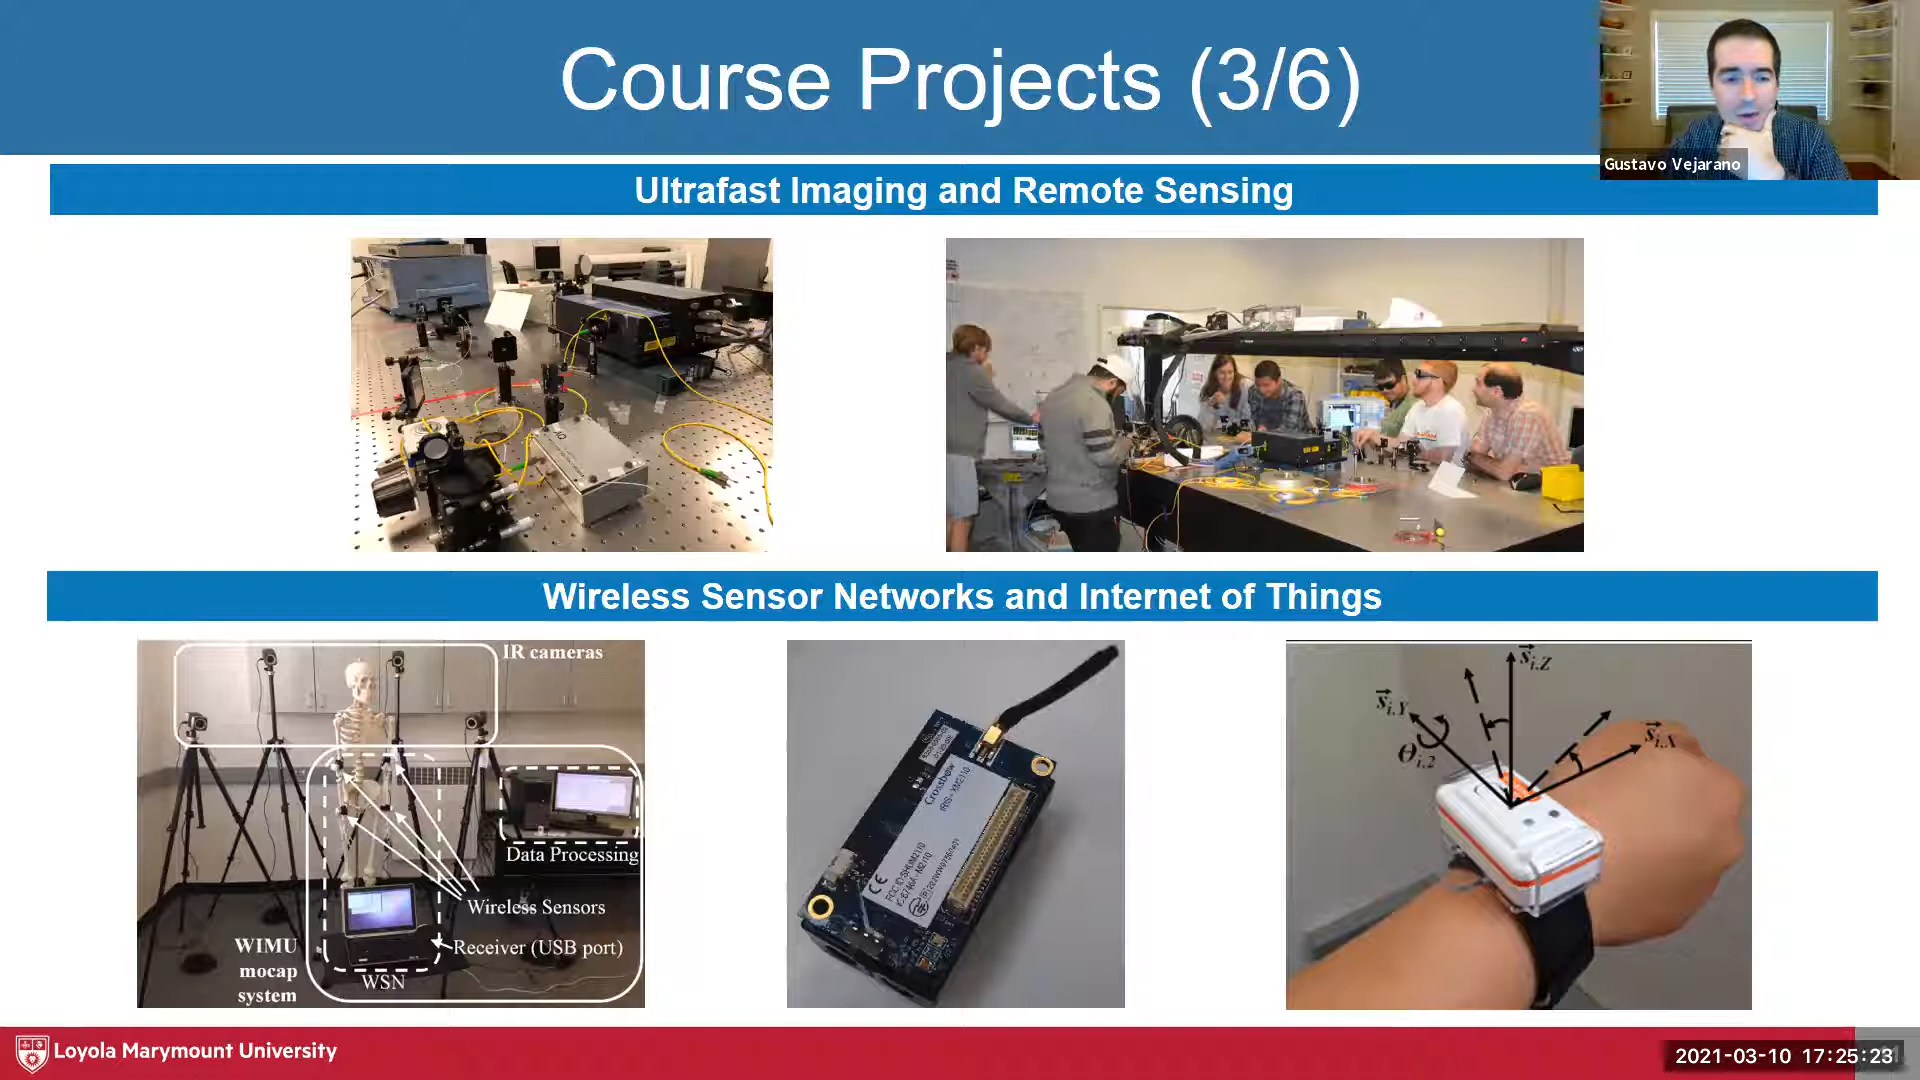 Course Projects (3/6)
Gustavo Vejarano
Ultrafast Imaging and Remote Sensing
Wireless Sensor Networks and Internet of Things
IR cameras
Data Processing
Wireless Sensors
Receiver (USB port)
WSN
WIMU
mocap
system
Crossbow
IRIS - XM2110
s⃗i,Z
s⃗i,Y
s⃗i,X
Θi,2
Loyola Marymount University
2021-03-10 17:25:23